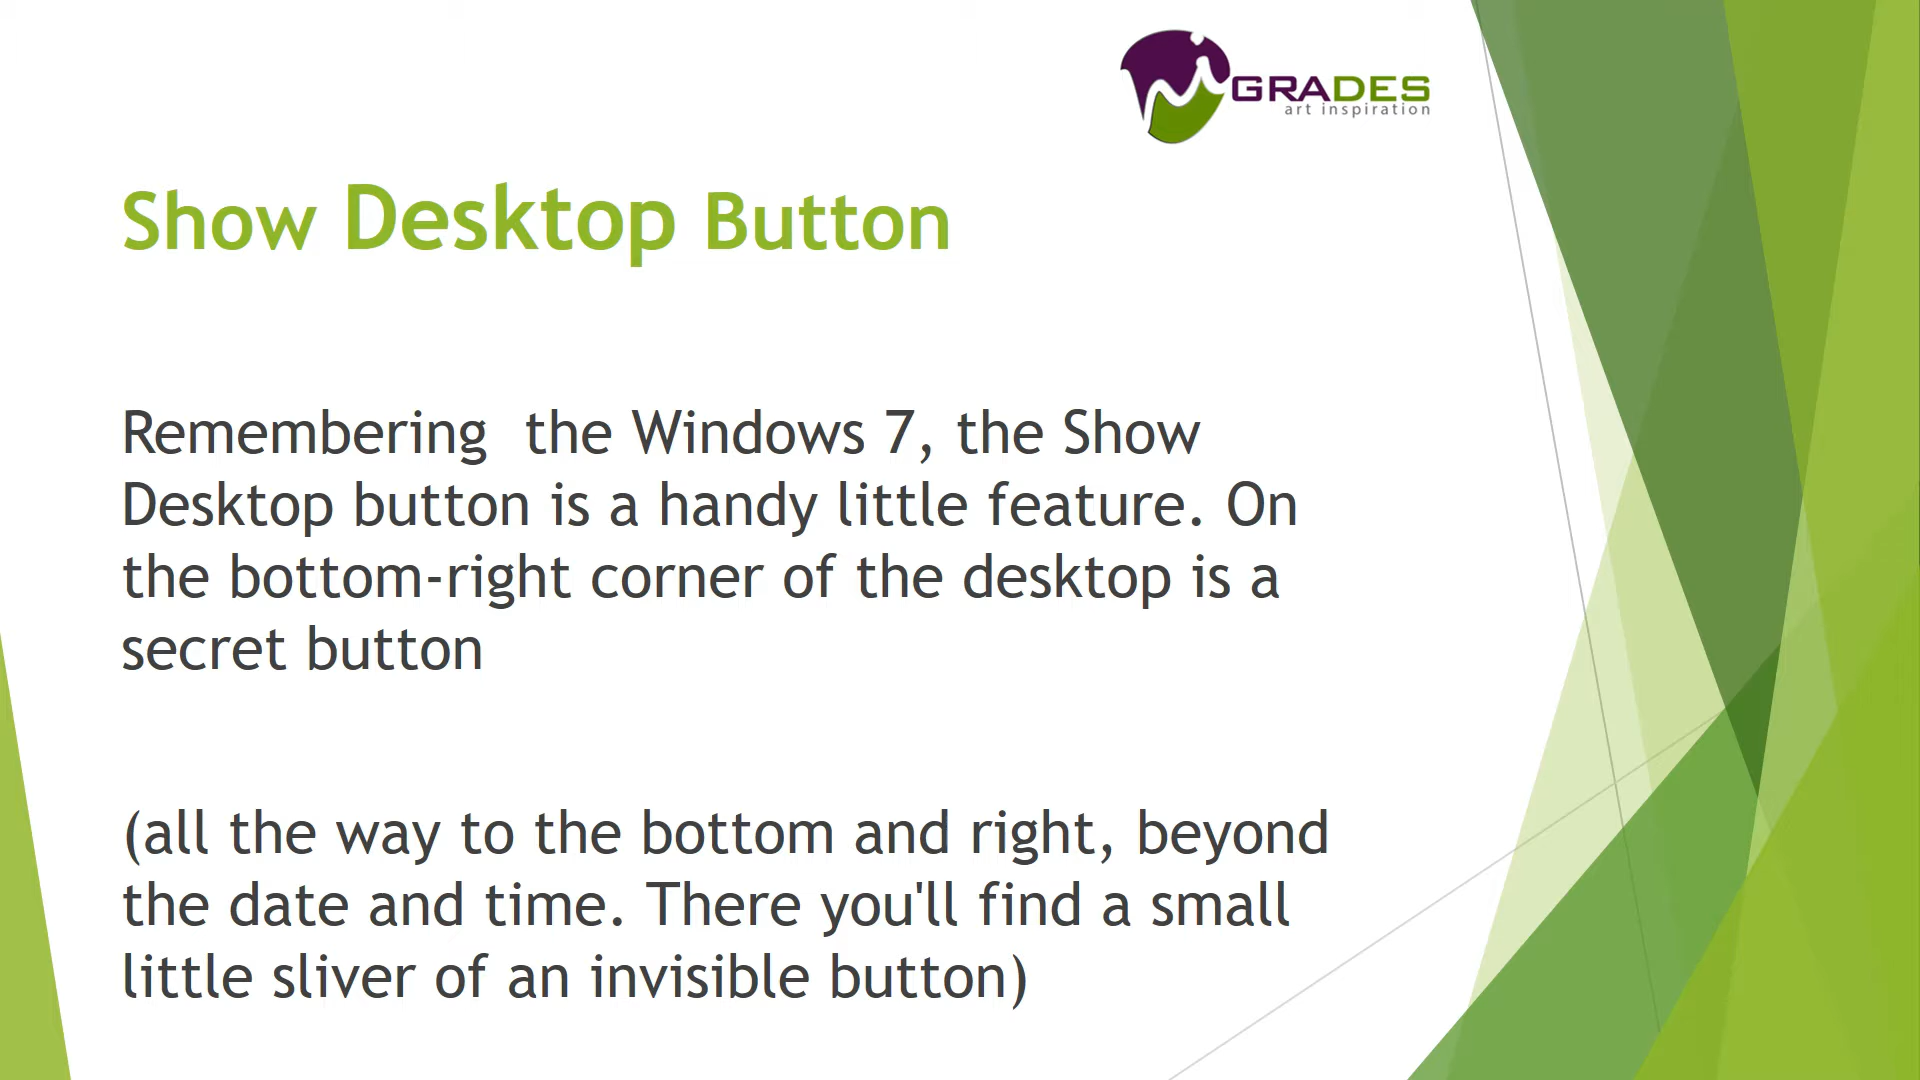 GRADES
art inspiration
Show Desktop Button
Remembering  the Windows 7, the Show
Desktop button is a handy little feature. On
the bottom-right corner of the desktop is a
secret button
(all the way to the bottom and right, beyond
the date and time. There you'll find a small
little sliver of an invisible button)